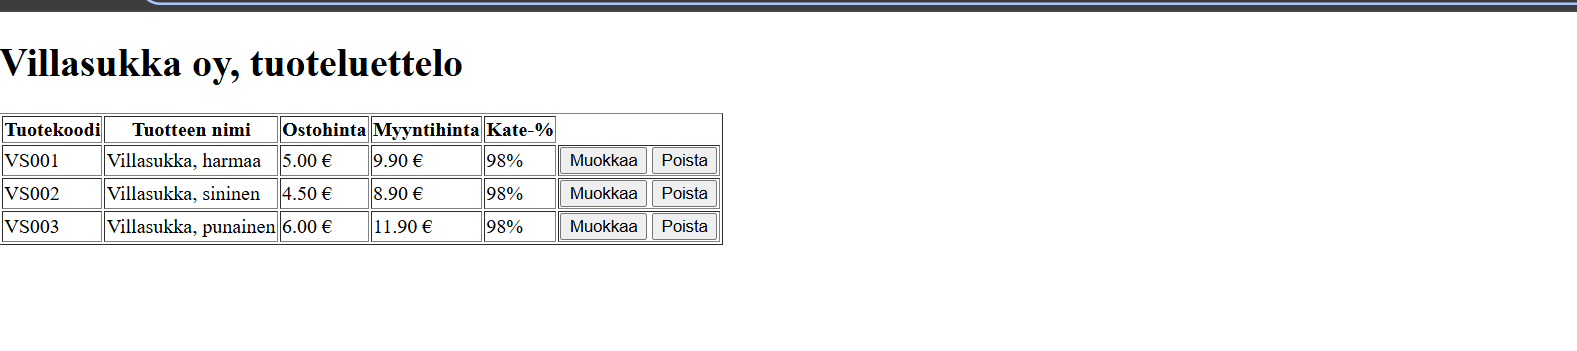 Villasukka oy, tuoteluettelo
Tuotekoodi Tuotteen nimi Ostohinta Myyntihinta Kate-%
VS001 Villasukka, harmaa 5.00 € 9.90 € 98% Muokkaa Poista
VS002 Villasukka, sininen 4.50 € 8.90 € 98% Muokkaa Poista
VS003 Villasukka, punainen 6.00 € 11.90 € 98% Muokkaa Poista